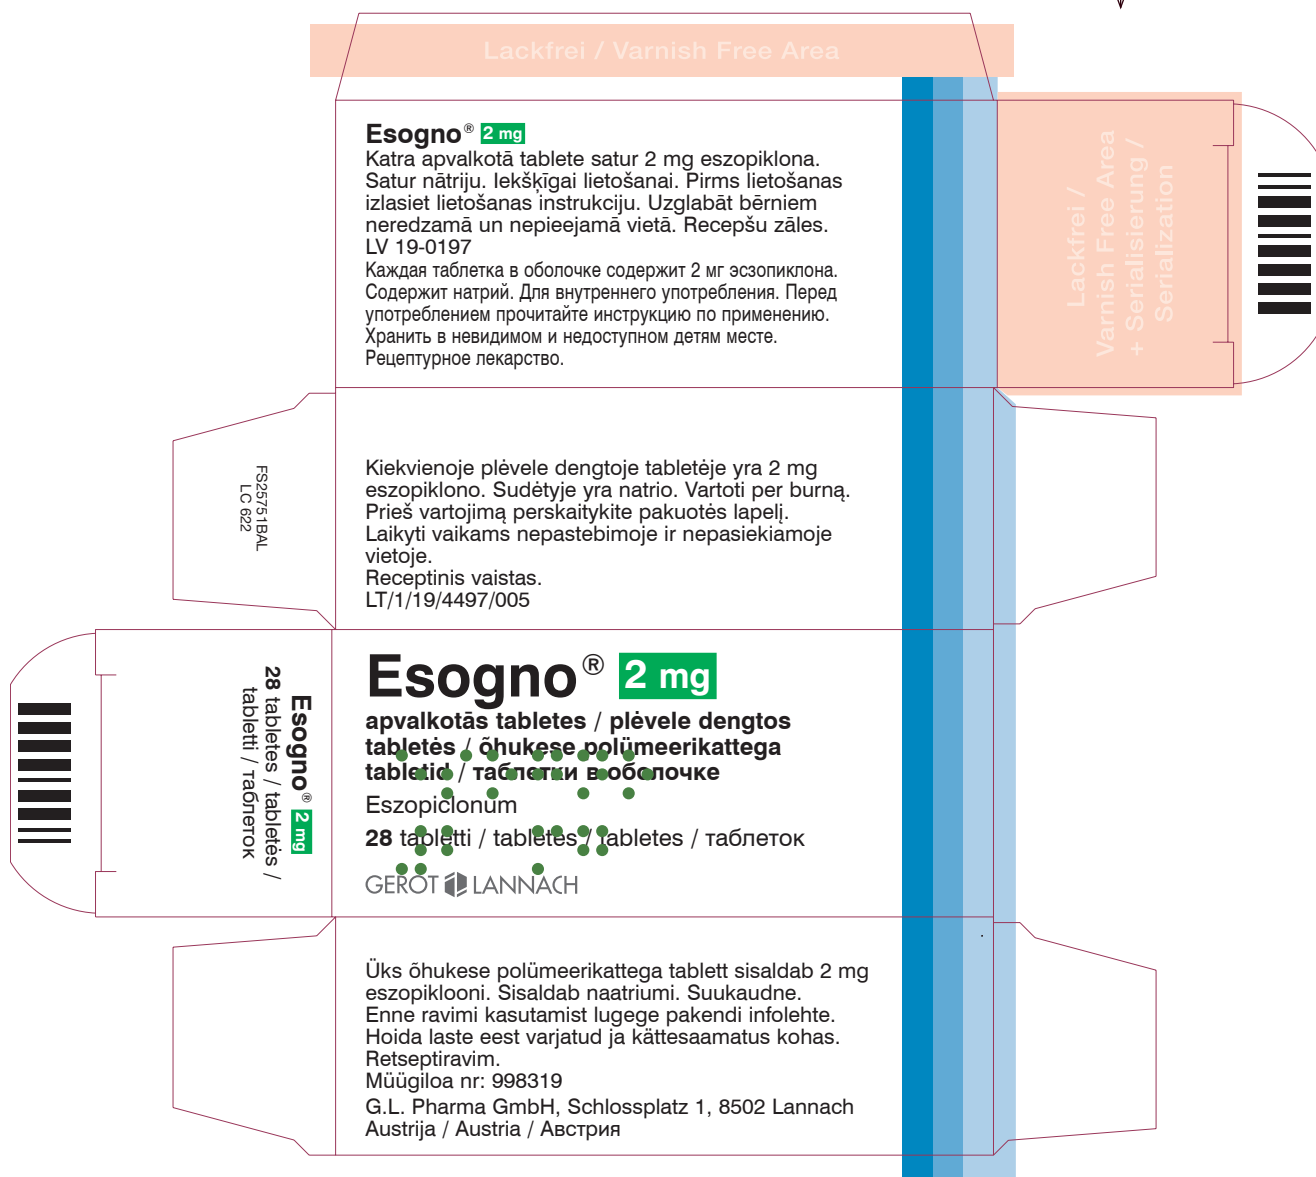 Lackfrei / Varnish Free Area
Esogno® 2 mg
Katra apvalkotā tablete satur 2 mg eszopiklona.
Satur nātriju. Iekšķīgai lietošanai. Pirms lietošanas
izlasiet lietošanas instrukciju. Uzglabāt bērniem
neredzamā un nepieejamā vietā. Recepšu zāles.
LV 19-0197
Каждая таблетка в оболочке содержит 2 мг эсзопиклона.
Содержит натрий. Для внутреннего употребления. Перед
употреблением прочитайте инструкцию по применению.
Хранить в невидимом и недоступном детям месте.
Рецептурное лекарство.
Lackfrei /
Varnish Free Area
+ Serialisierung /
Serialization
FS25751BAL
LC 622
Kiekvienoje plėvele dengtoje tabletėje yra 2 mg
eszopiklono. Sudėtyje yra natrio. Vartoti per burną.
Prieš vartojimą perskaitykite pakuotės lapelį.
Laikyti vaikams nepastebimoje ir nepasiekiamoje
vietoje.
Receptinis vaistas.
LT/1/19/4497/005
Esogno® 2 mg
28 tabletes / tabletės /
tabletti / таблеток
Esogno® 2 mg
apvalkotās tabletes / plėvele dengtos
tabletės / õhukese polümeerikattega
tabletid / таблетки в оболочке
Eszopiclonum
28 tabletti / tabletės / tabletes / таблеток
GEROT LANNACH
Üks õhukese polümeerikattega tablett sisaldab 2 mg
eszopiklooni. Sisaldab naatriumi. Suukaudne.
Enne ravimi kasutamist lugege pakendi infolehte.
Hoida laste eest varjatud ja kättesaamatus kohas.
Retseptiravim.
Müügiloa nr: 998319
G.L. Pharma GmbH, Schlossplatz 1, 8502 Lannach
Austrija / Austria / Австрия